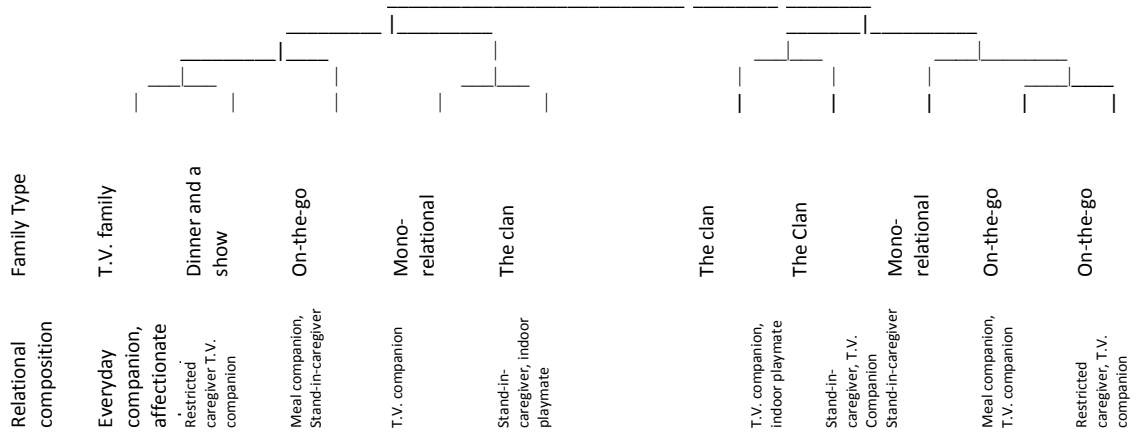 Family Type
T.V. family
Dinner and a
show
On-the-go
Mono-
relational
The clan
The clan
The Clan
Mono-
relational
On-the-go
On-the-go
Relational
composition
Everyday
companion,
affectionate
Restricted
caregiver T.V.
companion
Meal companion,
Stand-in-caregiver
T.V. companion
Stand-in-
caregiver, indoor
playmate
T.V. companion,
indoor playmate
Stand-in-
caregiver, T.V.
Companion
Stand-in-caregiver
Meal companion,
T.V. companion
Restricted
caregiver, T.V.
companion